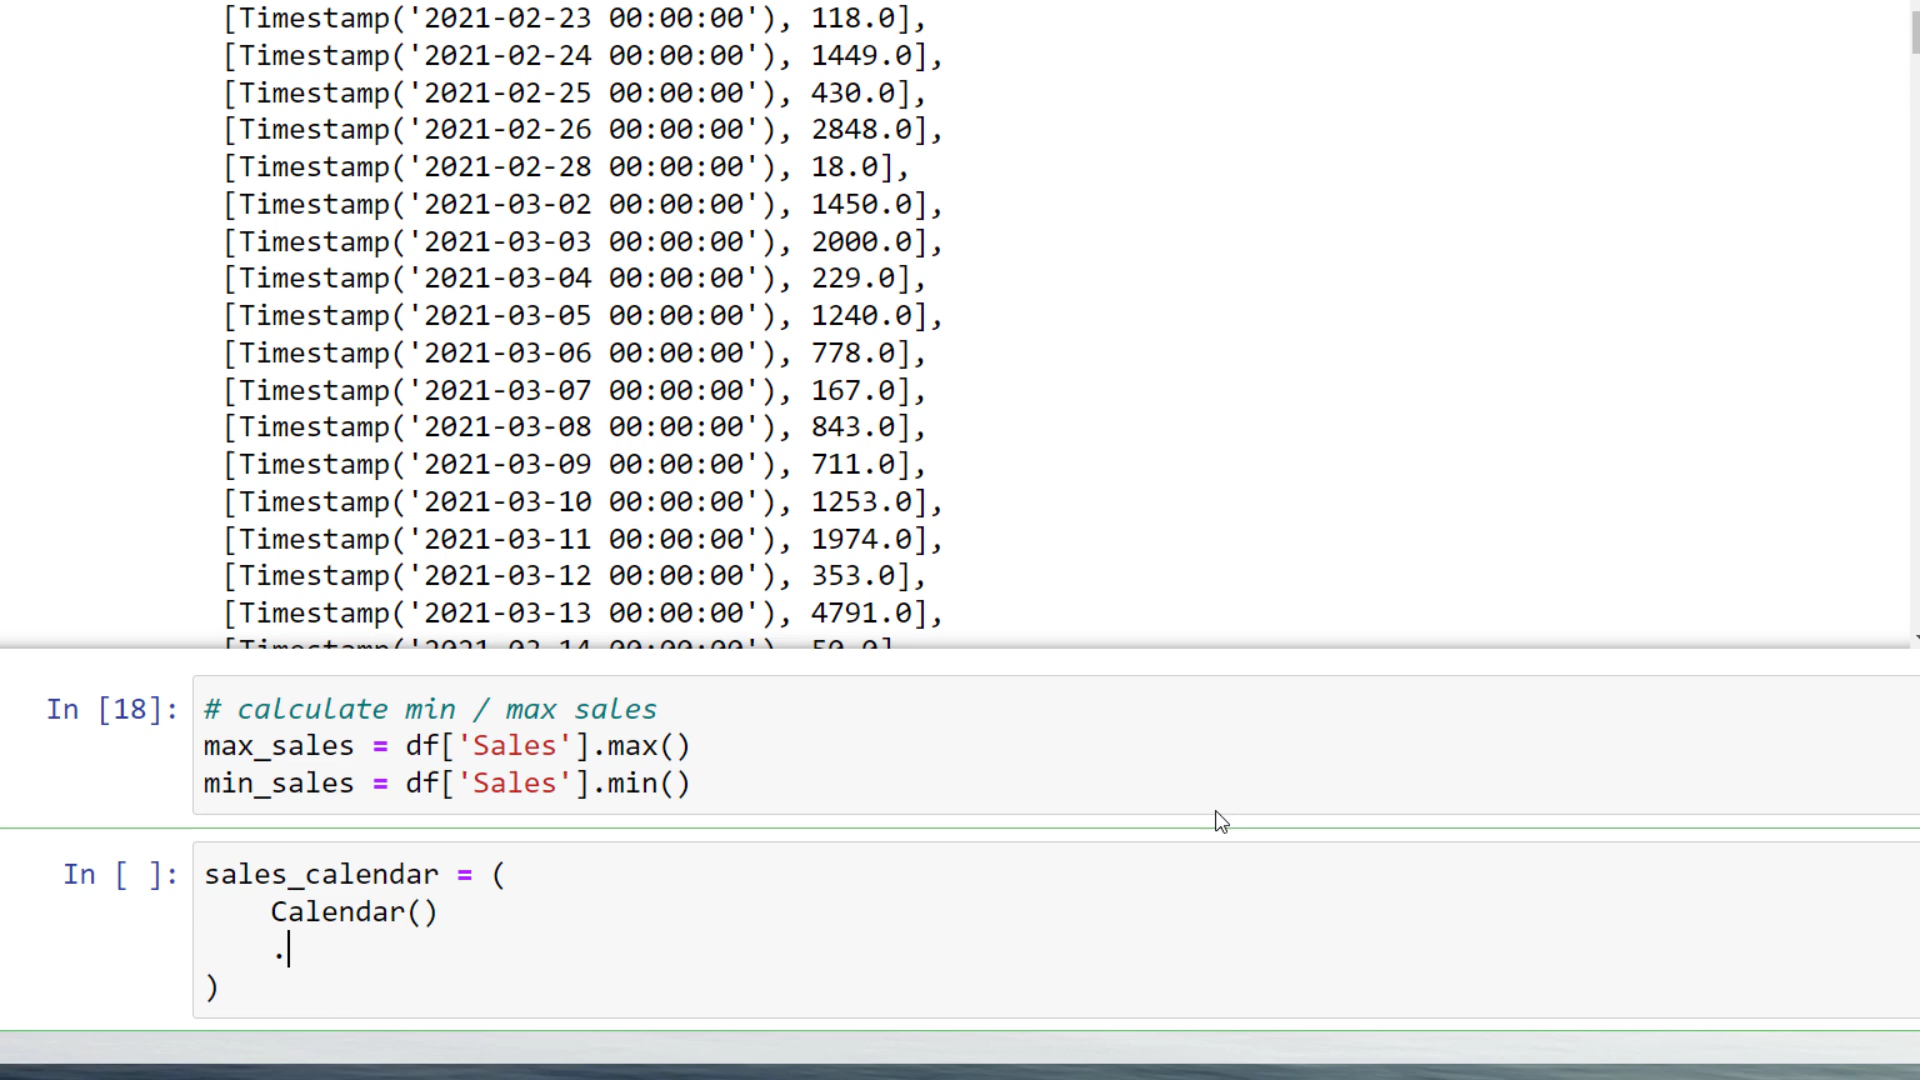 [Timestamp('2021-02-23 00:00:00'), 118.0],
[Timestamp('2021-02-24 00:00:00'), 1449.0],
[Timestamp('2021-02-25 00:00:00'), 430.0],
[Timestamp('2021-02-26 00:00:00'), 2848.0],
[Timestamp('2021-02-28 00:00:00'), 18.0],
[Timestamp('2021-03-02 00:00:00'), 1450.0],
[Timestamp('2021-03-03 00:00:00'), 2000.0],
[Timestamp('2021-03-04 00:00:00'), 229.0],
[Timestamp('2021-03-05 00:00:00'), 1240.0],
[Timestamp('2021-03-06 00:00:00'), 778.0],
[Timestamp('2021-03-07 00:00:00'), 167.0],
[Timestamp('2021-03-08 00:00:00'), 843.0],
[Timestamp('2021-03-09 00:00:00'), 711.0],
[Timestamp('2021-03-10 00:00:00'), 1253.0],
[Timestamp('2021-03-11 00:00:00'), 1974.0],
[Timestamp('2021-03-12 00:00:00'), 353.0],
[Timestamp('2021-03-13 00:00:00'), 4791.0],
In [18]: # calculate min / max sales
max_sales = df['Sales'].max()
min_sales = df['Sales'].min()
In [ ]: sales_calendar = (
Calendar()
.
)